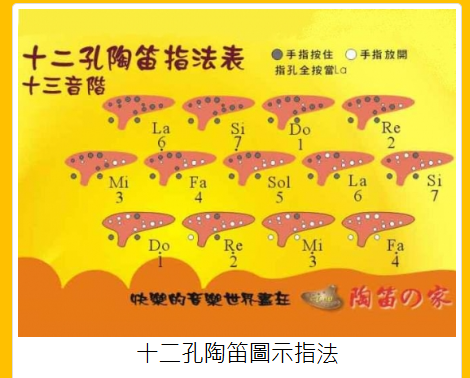 十二孔陶笛指法表
十三音階
手指按住 手指放開
指孔全按當La
La Si Do Re
6 7 1 2
Mi Fa Sol La Si
3 4 5 6 7
Do Re Mi Fa
1 2 3 4
快樂的音樂世界盡在 陶笛の家
十二孔陶笛圖示指法